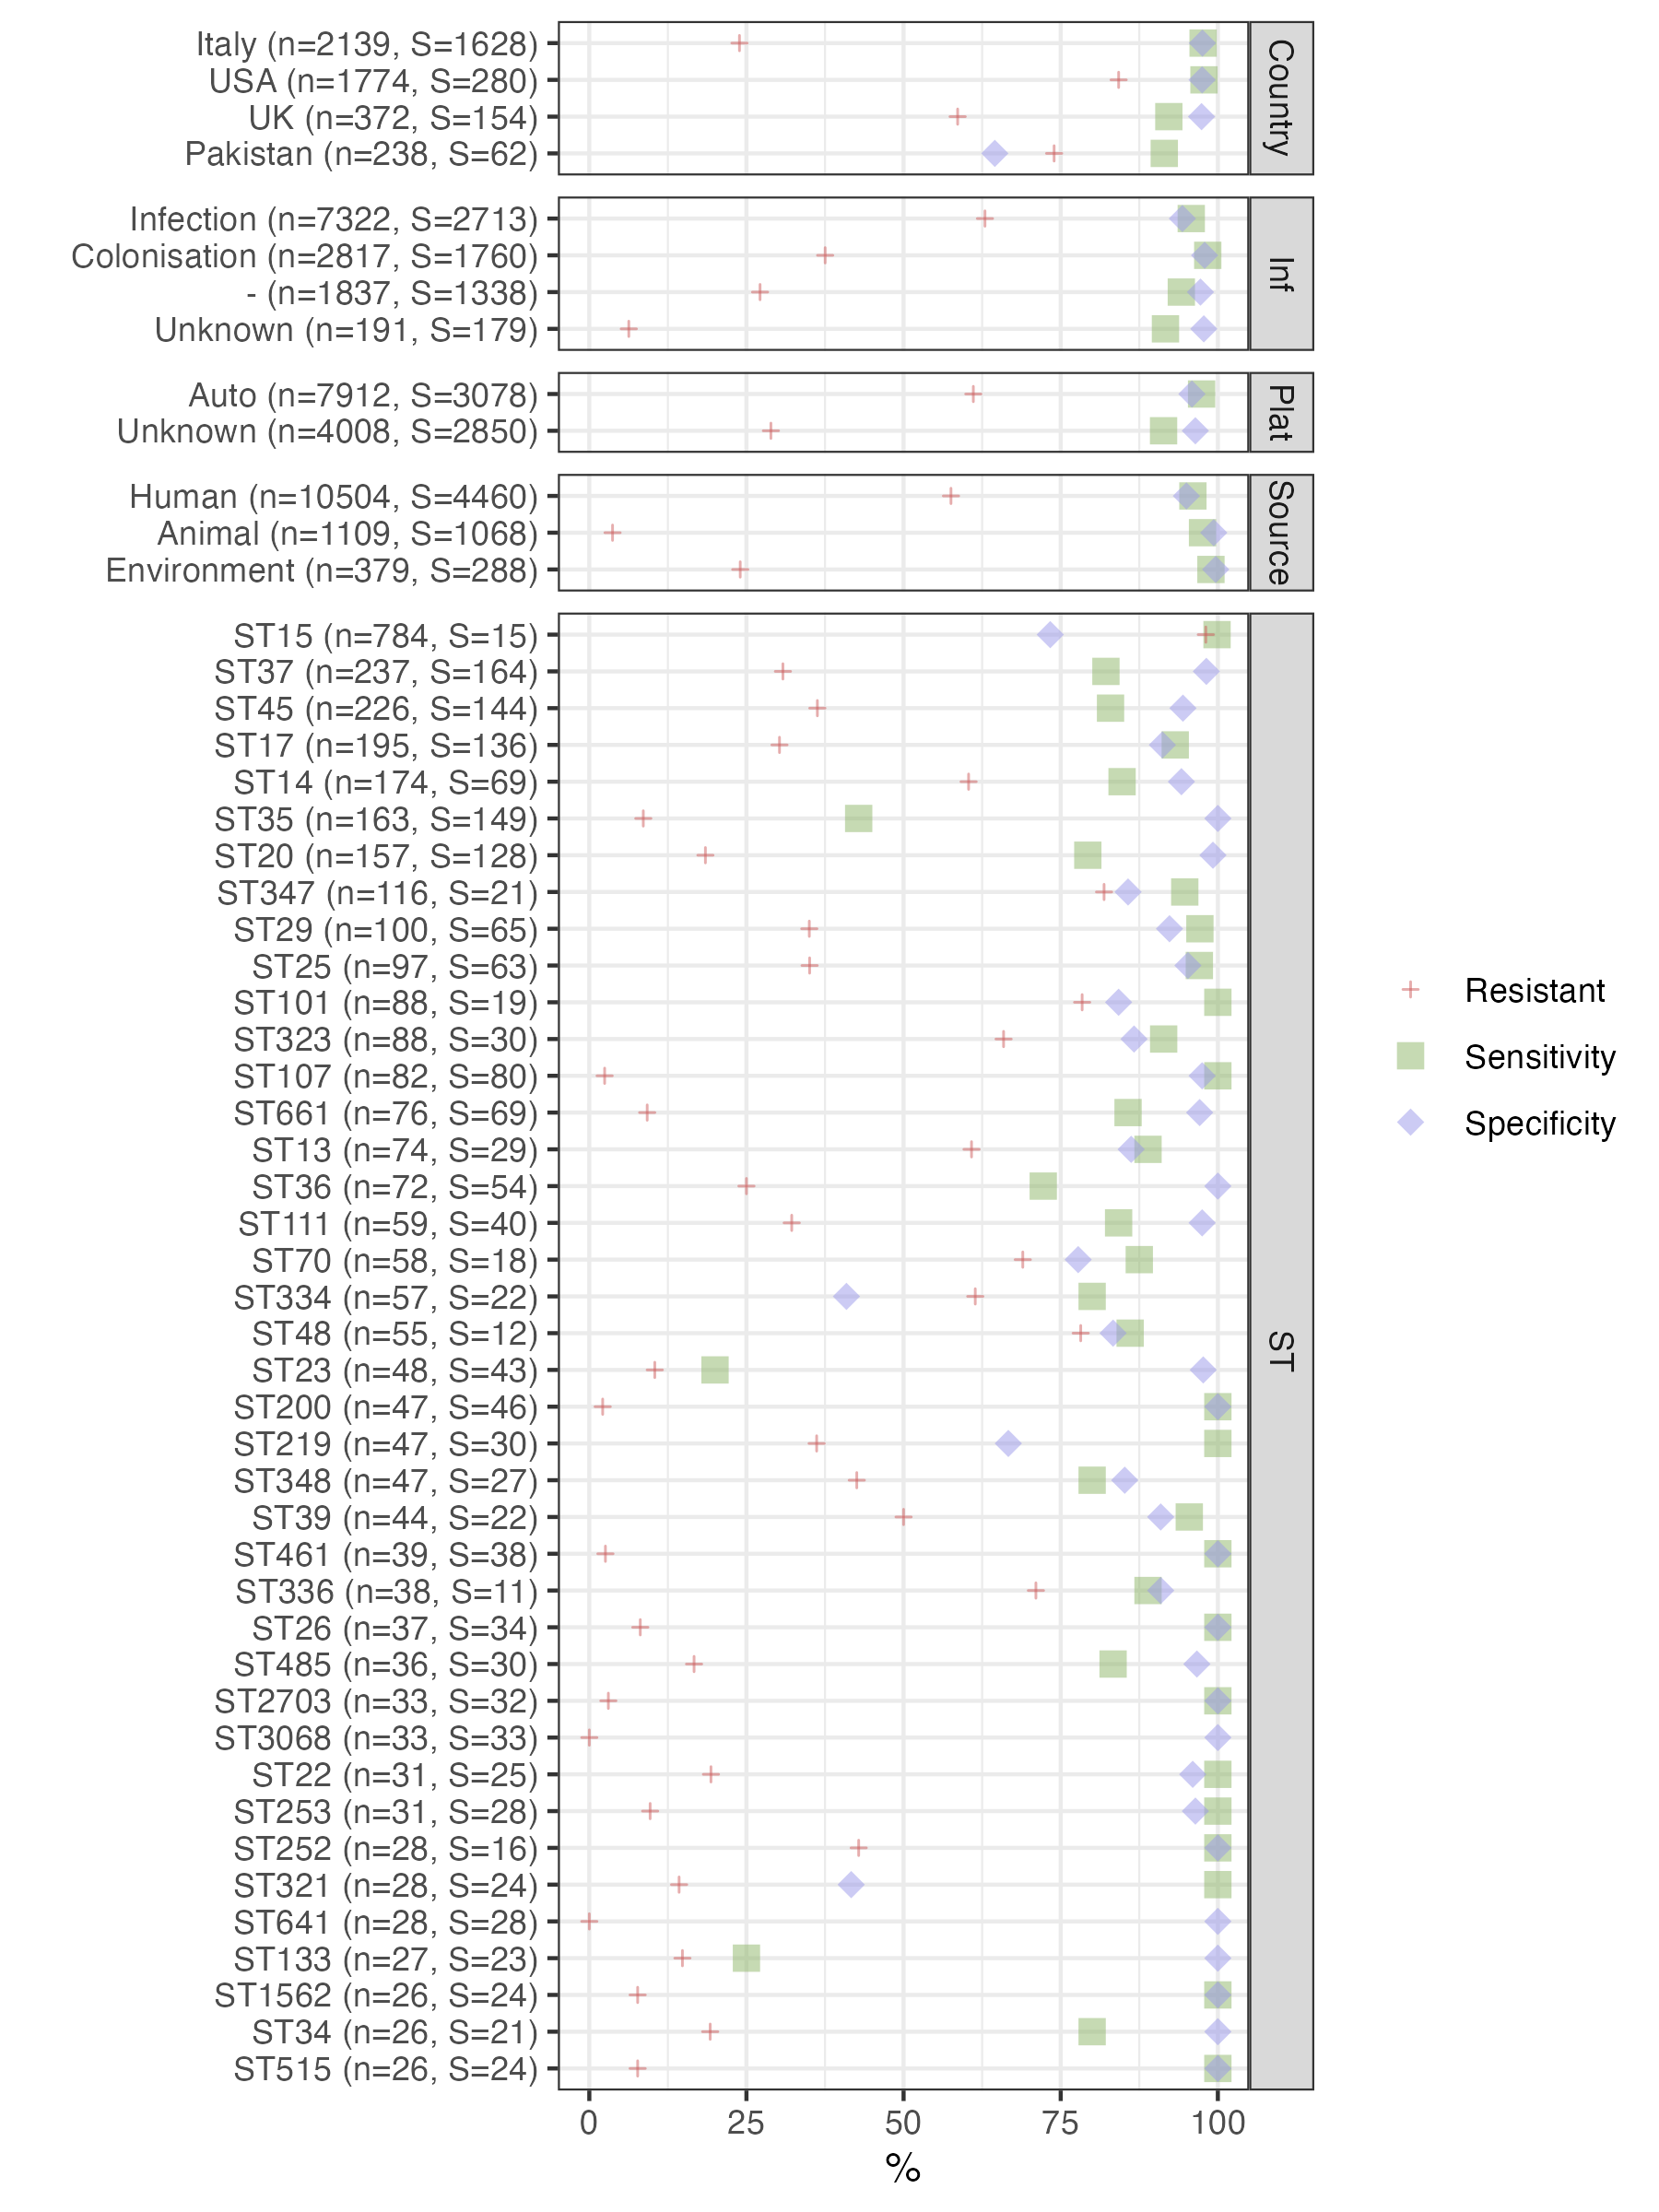 Italy (n=2139, S=1628)
USA (n=1774, S=280)
UK (n=372, S=154)
Pakistan (n=238, S=62)
Country
Infection (n=7322, S=2713)
Colonisation (n=2817, S=1760)
- (n=1837, S=1338)
Unknown (n=191, S=179)
Inf
Auto (n=7912, S=3078)
Unknown (n=4008, S=2850)
Plat
Human (n=10504, S=4460)
Animal (n=1109, S=1068)
Environment (n=379, S=288)
Source
ST15 (n=784, S=15)
ST37 (n=237, S=164)
ST45 (n=226, S=144)
ST17 (n=195, S=136)
ST14 (n=174, S=69)
ST35 (n=163, S=149)
ST20 (n=157, S=128)
ST347 (n=116, S=21)
ST29 (n=100, S=65)
ST25 (n=97, S=63)
ST101 (n=88, S=19)
ST323 (n=88, S=30)
ST107 (n=82, S=80)
ST661 (n=76, S=69)
ST13 (n=74, S=29)
ST36 (n=72, S=54)
ST111 (n=59, S=40)
ST70 (n=58, S=18)
ST334 (n=57, S=22)
ST48 (n=55, S=12)
ST23 (n=48, S=43)
ST200 (n=47, S=46)
ST219 (n=47, S=30)
ST348 (n=47, S=27)
ST39 (n=44, S=22)
ST461 (n=39, S=38)
ST336 (n=38, S=11)
ST26 (n=37, S=34)
ST485 (n=36, S=30)
ST2703 (n=33, S=32)
ST3068 (n=33, S=33)
ST22 (n=31, S=25)
ST253 (n=31, S=28)
ST252 (n=28, S=16)
ST321 (n=28, S=24)
ST641 (n=28, S=28)
ST133 (n=27, S=23)
ST1562 (n=26, S=24)
ST34 (n=26, S=21)
ST515 (n=26, S=24)
ST
0 25 50 75 100
%
Resistant
Sensitivity
Specificity